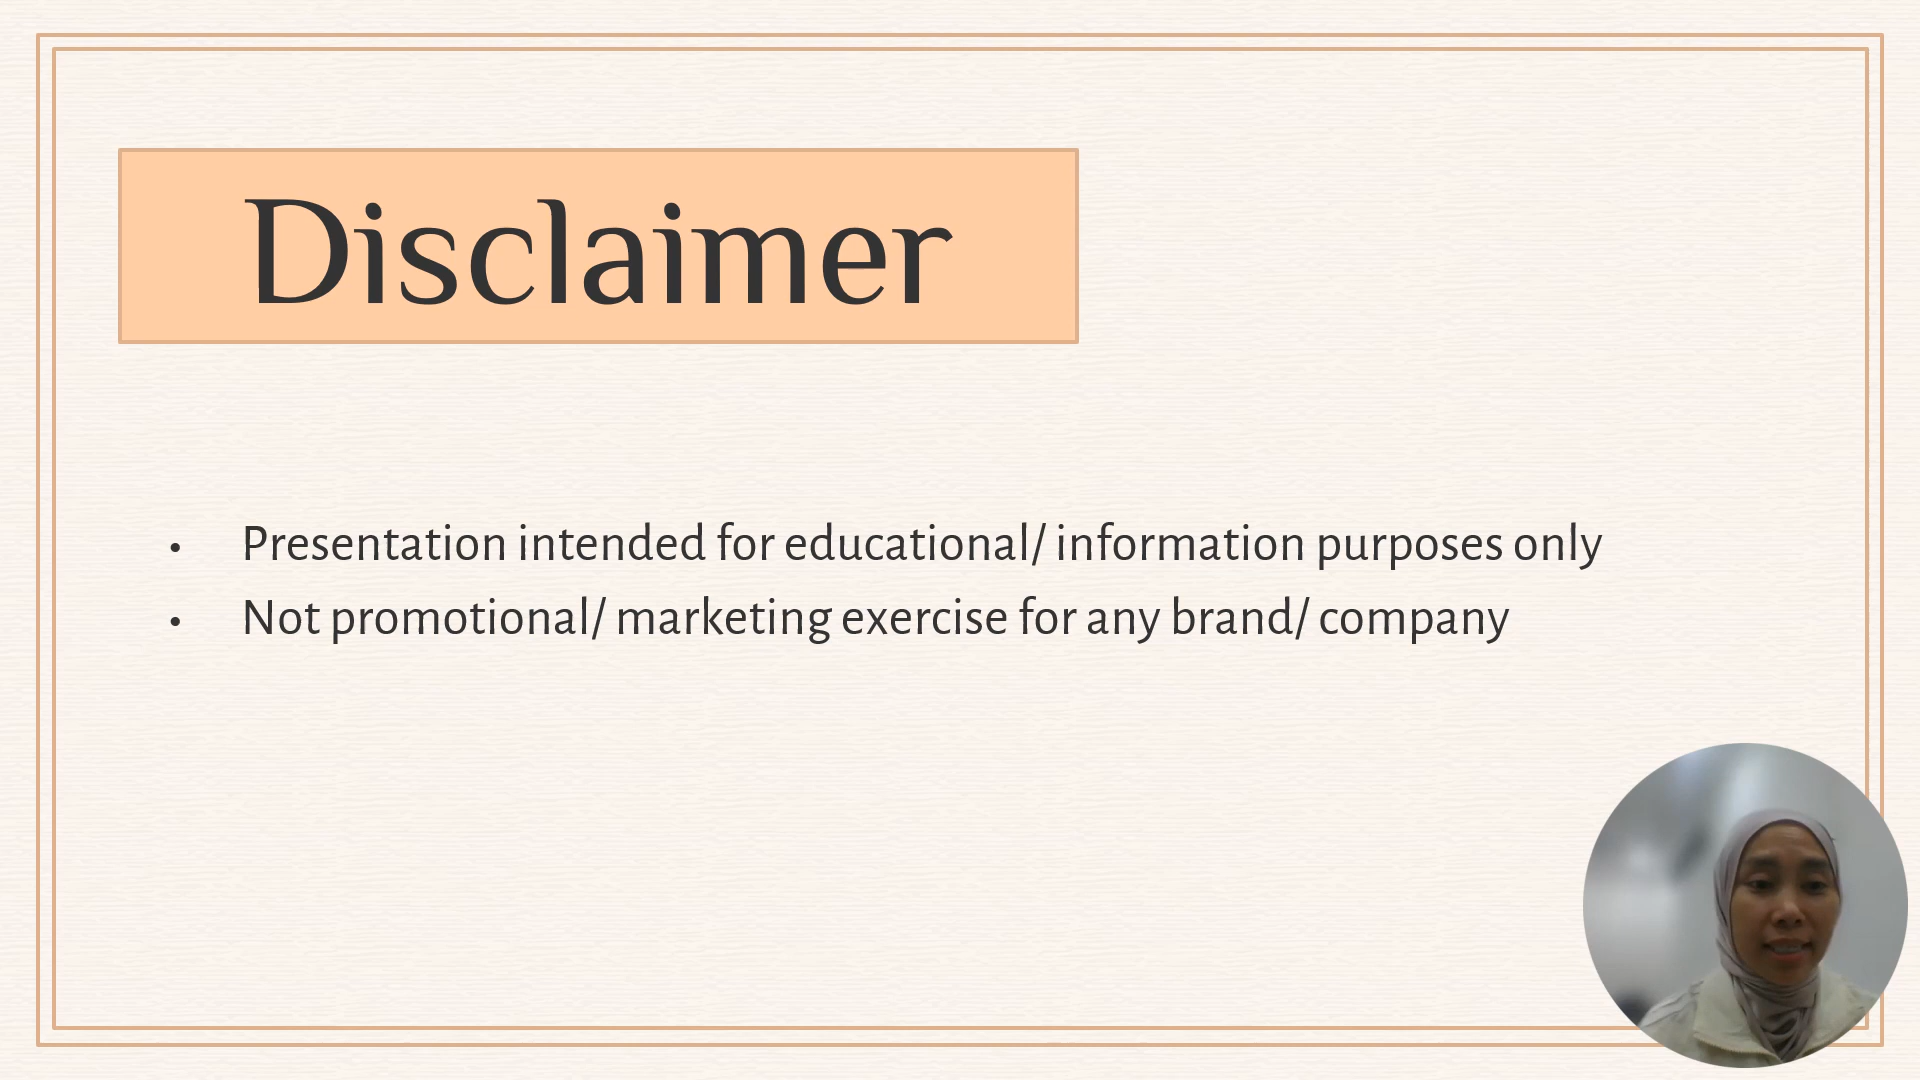 Disclaimer
• Presentation intended for educational/ information purposes only
• Not promotional/ marketing exercise for any brand/ company